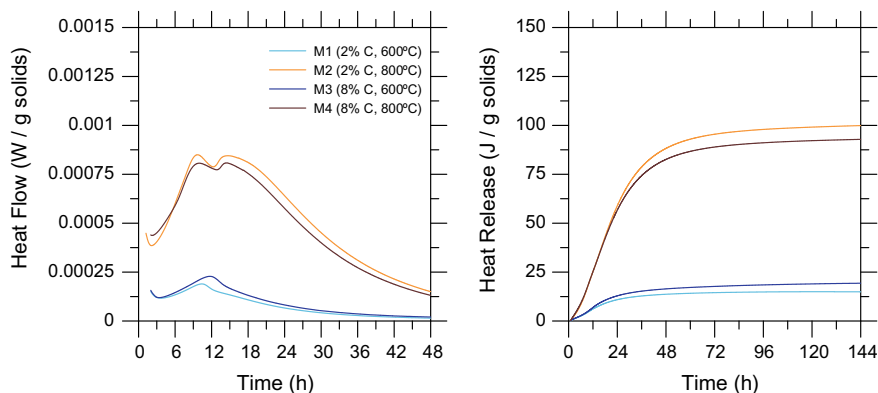 0.0015
0.00125
0.001
0.00075
0.0005
0.00025
0
Heat Flow (W / g solids)
M1 (2% C, 600ºC)
M2 (2% C, 800ºC)
M3 (8% C, 600ºC)
M4 (8% C, 800ºC)
0 6 12 18 24 30 36 42 48
Time (h)
150
125
100
75
50
25
0
Heat Release (J / g solids)
0 24 48 72 96 120 144
Time (h)